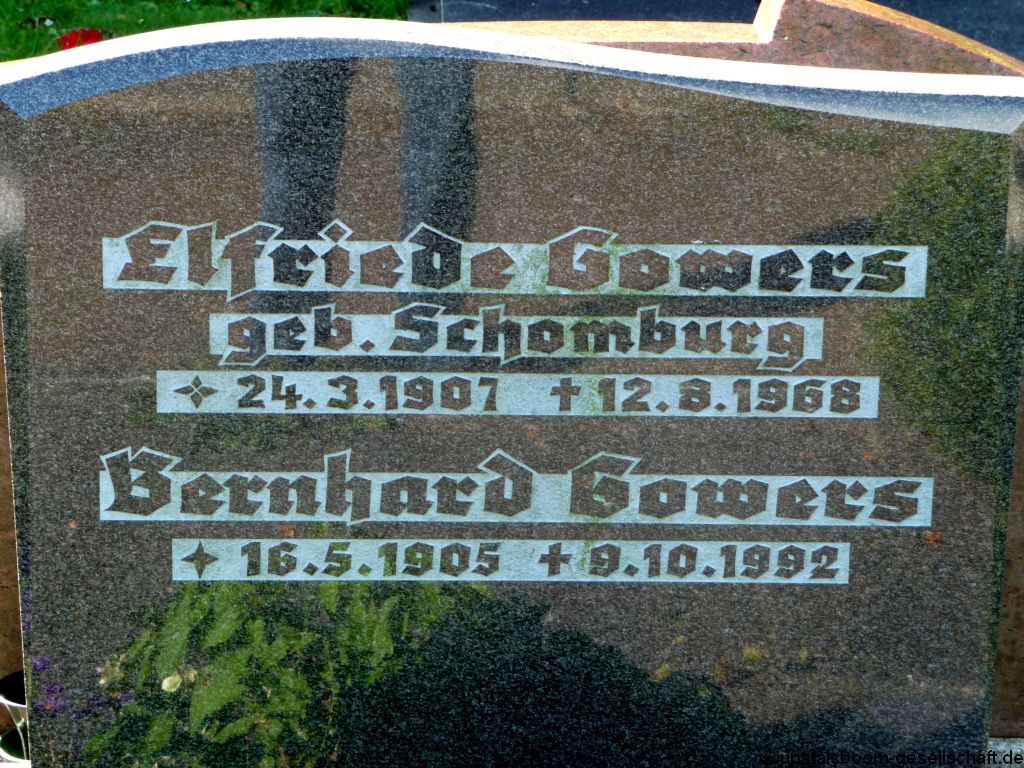 Elfriede Gowers
geb. Schomburg
24.3.1907 † 12.8.1968
Bernhard Gowers
16.5.1905 † 9.10.1992